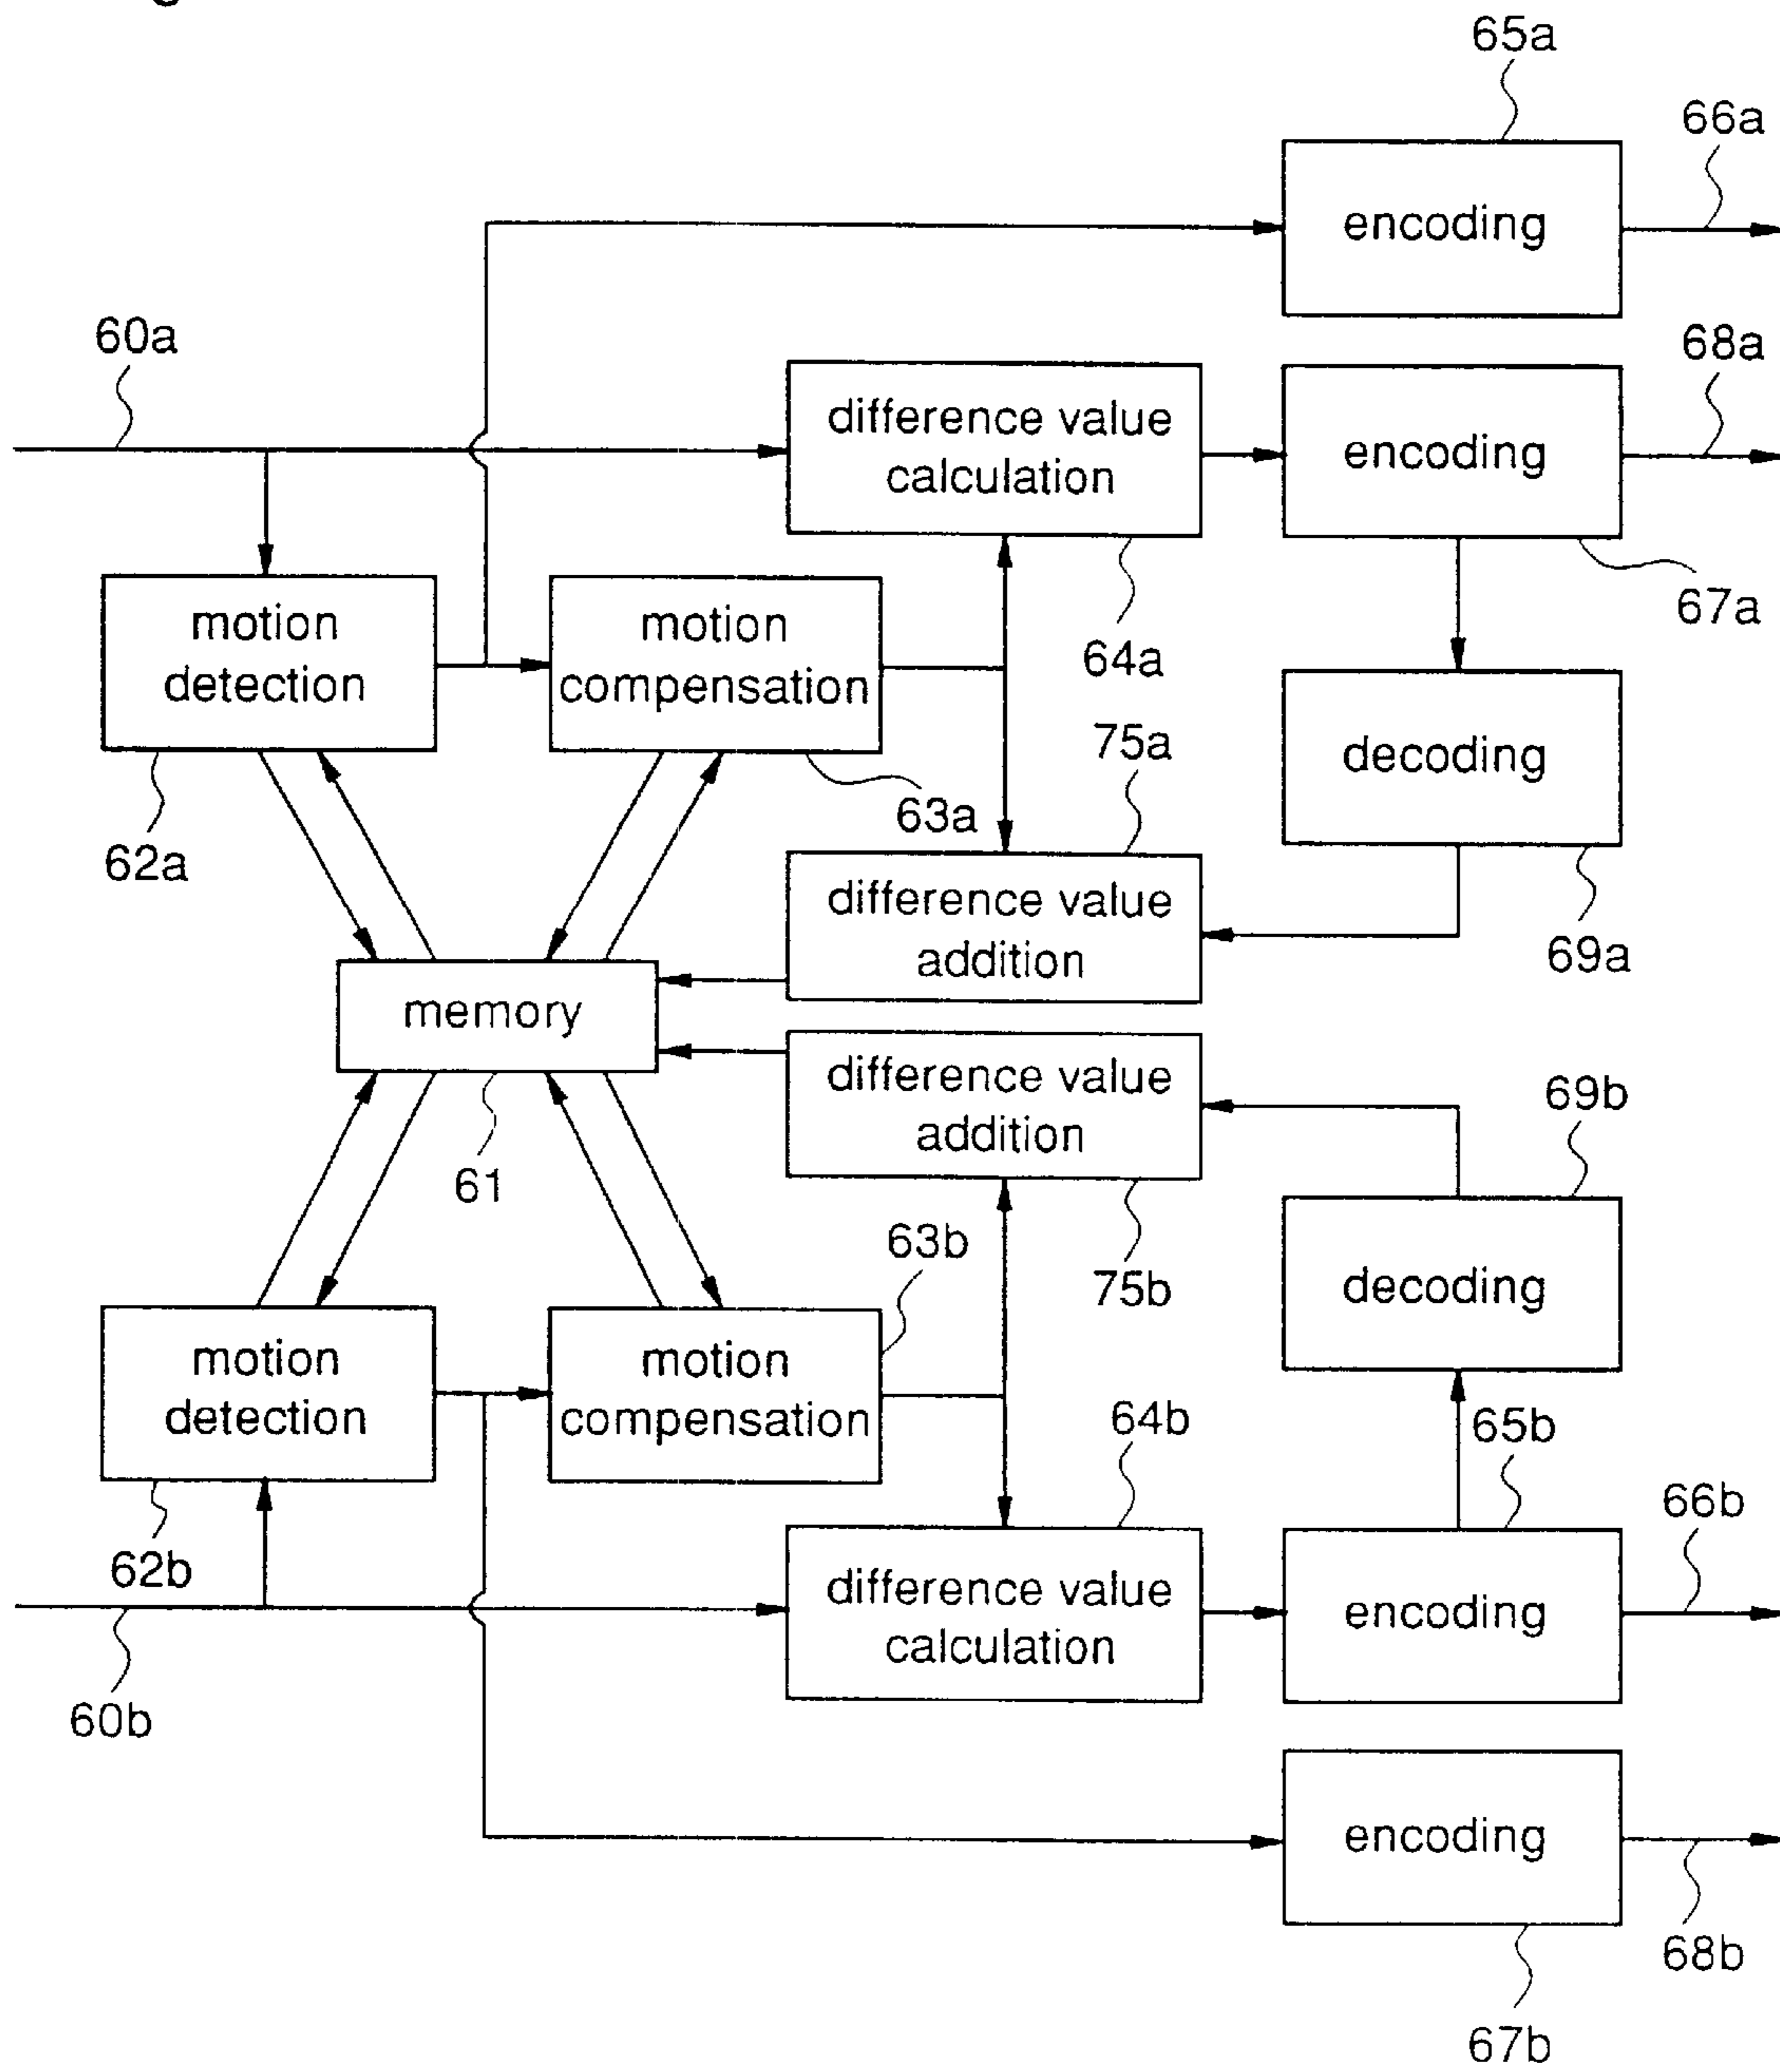 65a
66a
encoding
60a
68a
difference value
calculation
encoding
67a
motion
detection
motion
compensation
64a
75a
decoding
63a
62a
difference value
addition
69a
memory
difference value
addition
69b
61
63b
75b
decoding
motion
detection
motion
compensation
64b
65b
66b
62b
difference value
calculation
encoding
60b
encoding
68b
67b